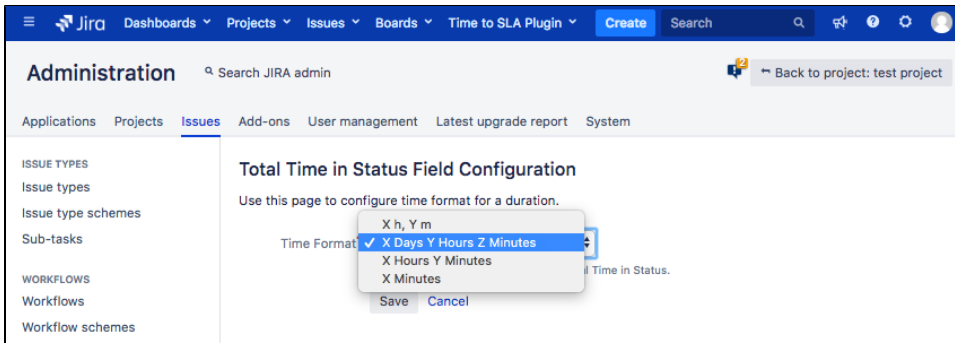 Jira Dashboards Projects Issues Boards Time to SLA Plugin Create Search
Administration Search JIRA admin 2 Back to project: test project
Applications Projects Issues Add-ons User management Latest upgrade report System
ISSUE TYPES
Issue types
Issue type schemes
Sub-tasks
WORKFLOWS
Workflows
Workflow schemes
Total Time in Status Field Configuration
Use this page to configure time format for a duration.
Time Format
X h, Y m
✓ X Days Y Hours Z Minutes
X Hours Y Minutes
X Minutes
Time in Status.
Save Cancel